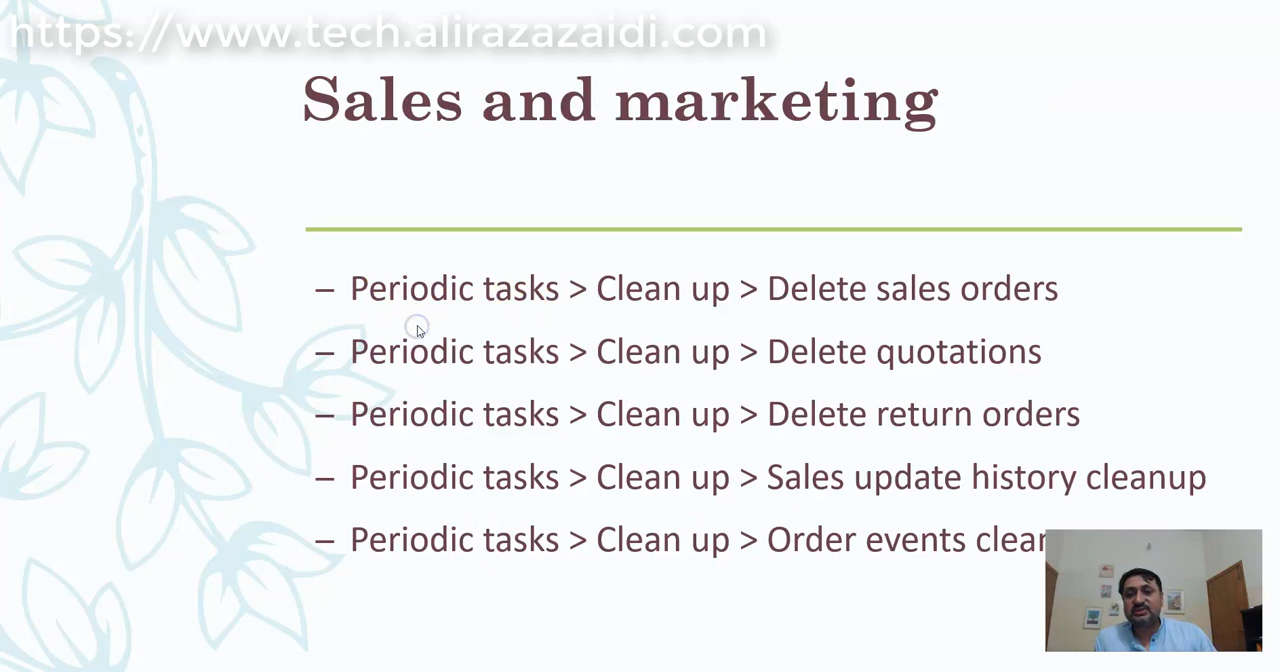 https://www.tech.alirazazaidi.com
Sales and marketing
– Periodic tasks > Clean up > Delete sales orders
– Periodic tasks > Clean up > Delete quotations
– Periodic tasks > Clean up > Delete return orders
– Periodic tasks > Clean up > Sales update history cleanup
– Periodic tasks > Clean up > Order events